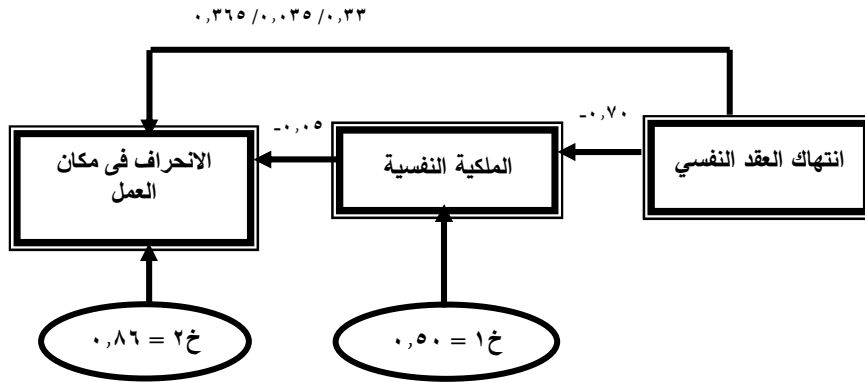 ٠,٣٦٥ /٠,٠٣٥ /٠,٣٣
-٠,٧٠
-٠,٠٥
انتهاك العقد النفسي
الملكية النفسية
الانحراف فى مكان
العمل
خ١ = ٠,٥٠
خ٢ = ٠,٨٦